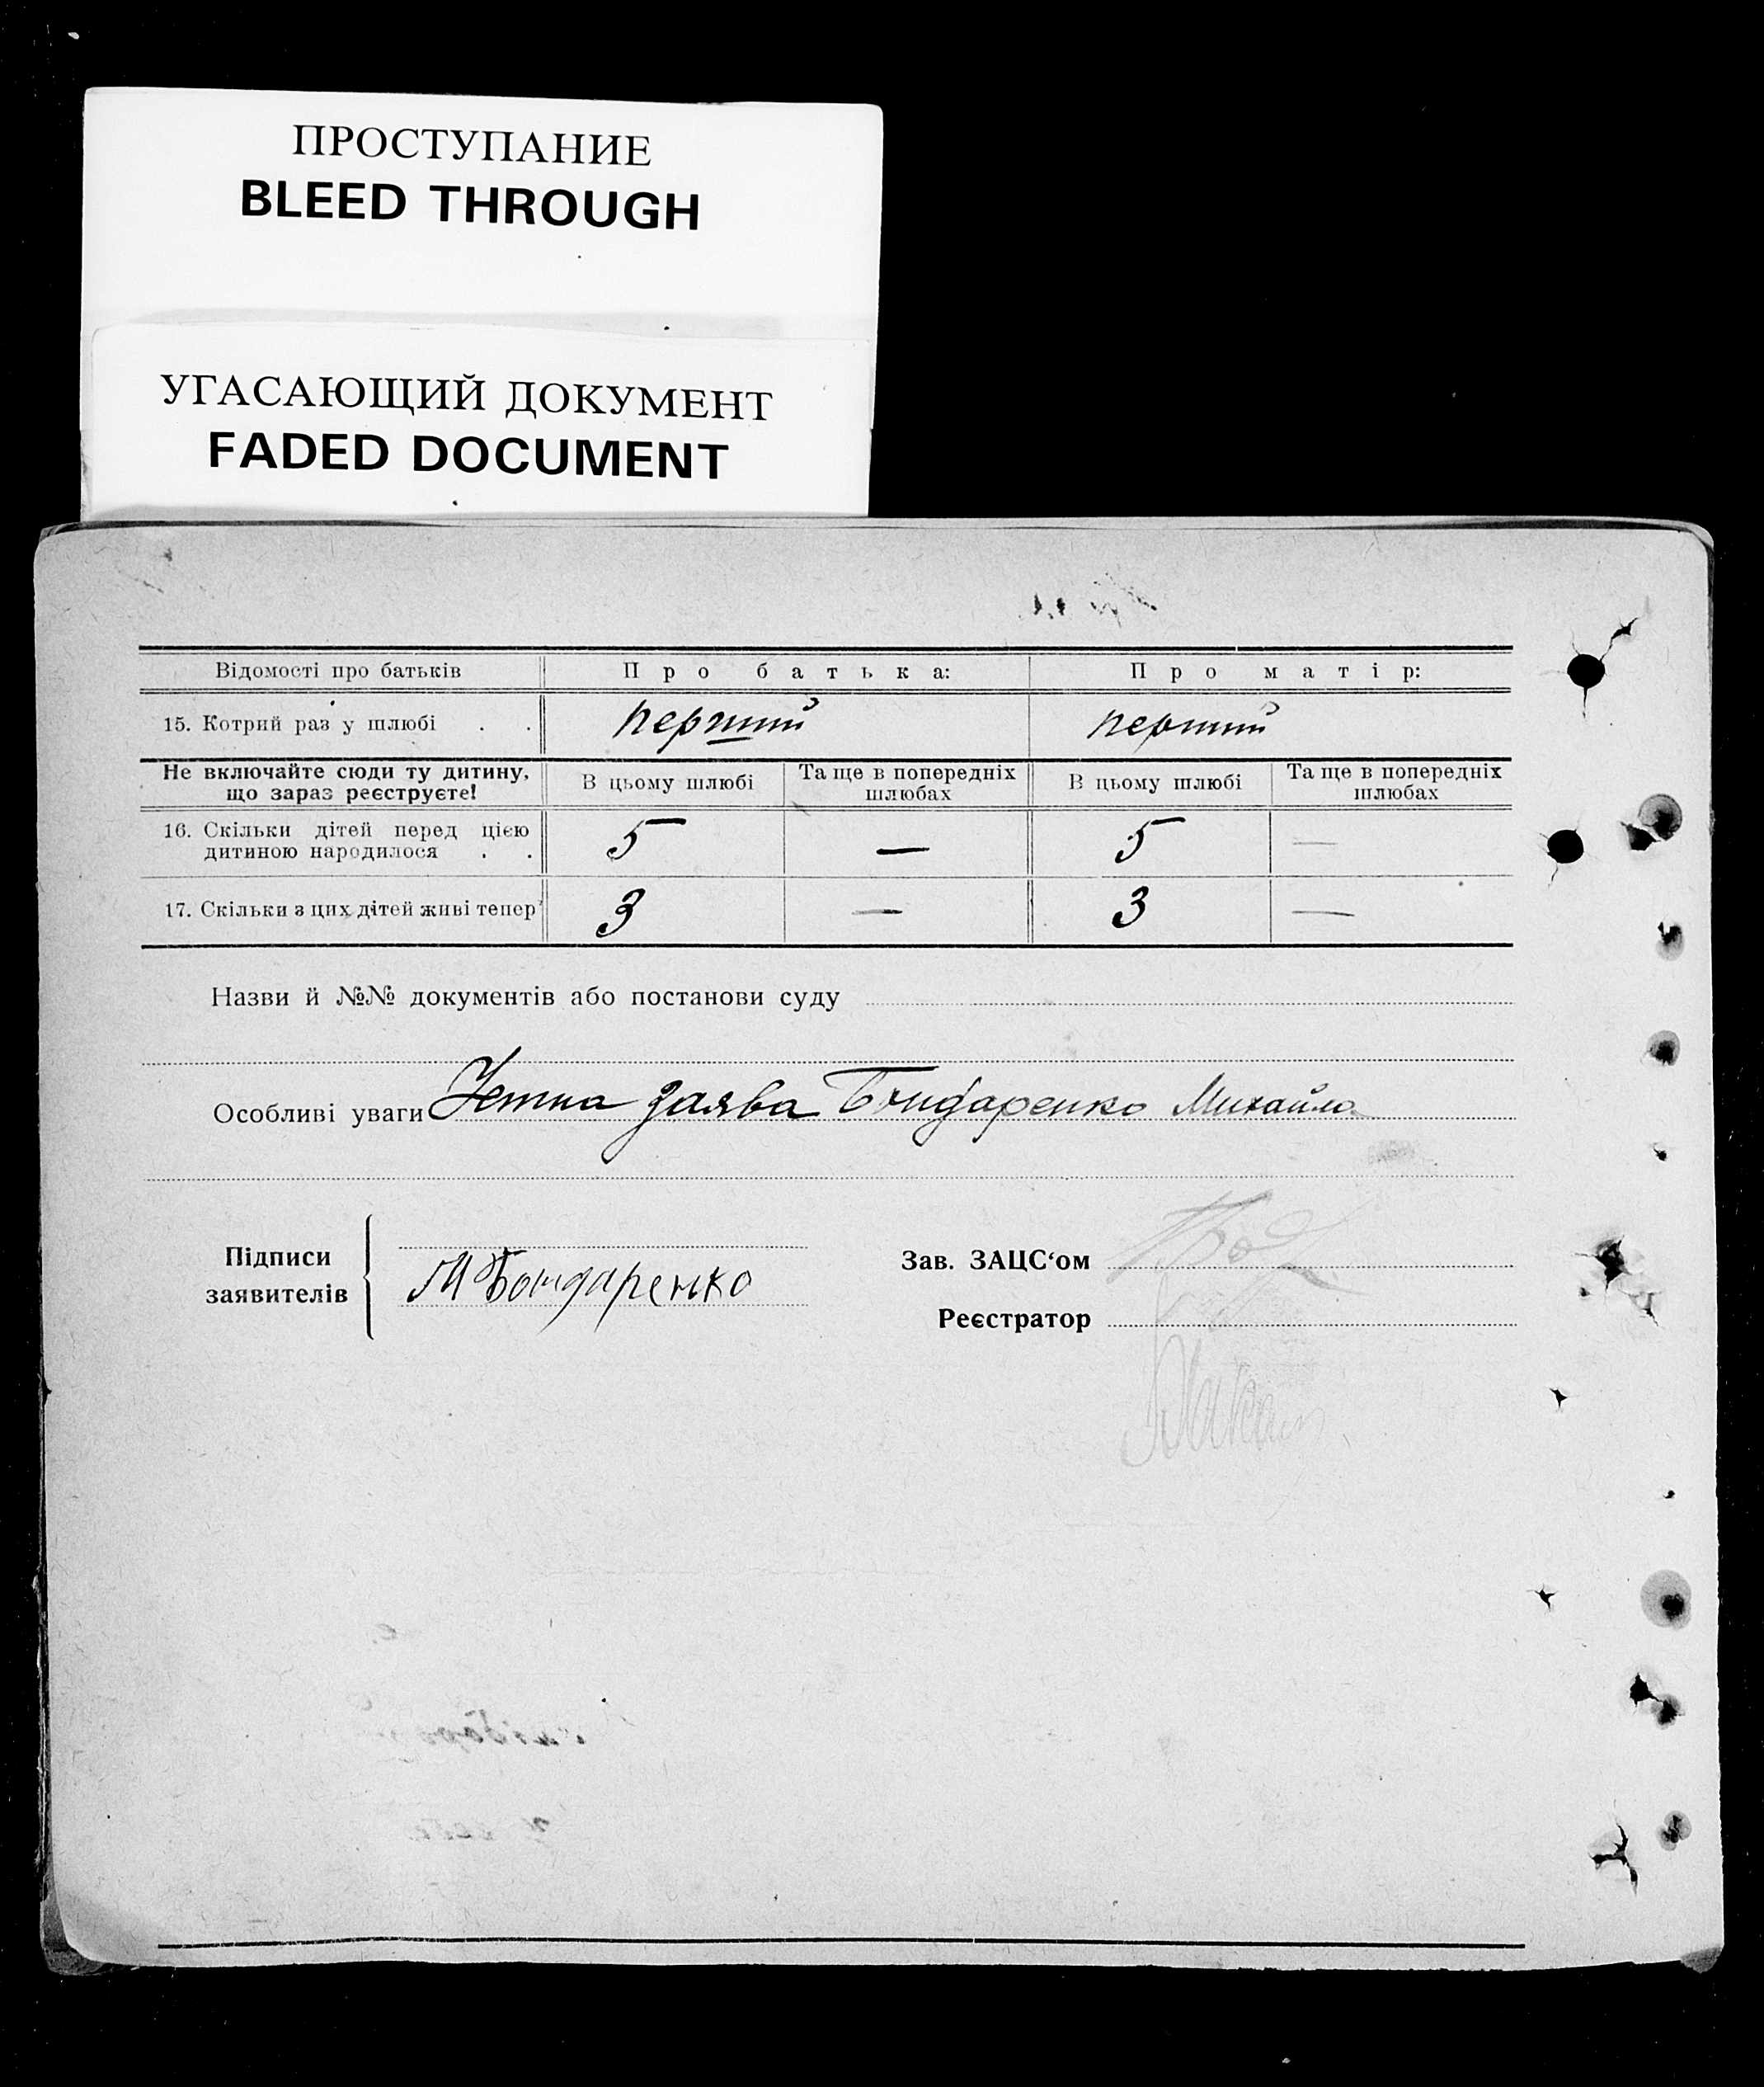 ПРОСТУПАНИЕ
BLEED THROUGH
УГАСАЮЩИЙ ДОКУМЕНТ
FADED DOCUMENT
Відомості про батьків Про батька: Про матір:
15. Котрий раз у шлюбі . . перший перший
Не включайте сюди ту дитину, що зараз реєструєте! В цьому шлюбі Та ще в попередніх шлюбах В цьому шлюбі Та ще в попередніх шлюбах
16. Скільки дітей перед цією дитиною народилося . . 5 — 5 —
17. Скільки з цих дітей живі тепер 3 — 3 —
Назви й №№ документів або постанови суду
Особливі уваги Устна заява Бондаренко Михайла
Підписи заявителів
М Бондаренко
Зав. ЗАЦС‘ом
Реєстратор